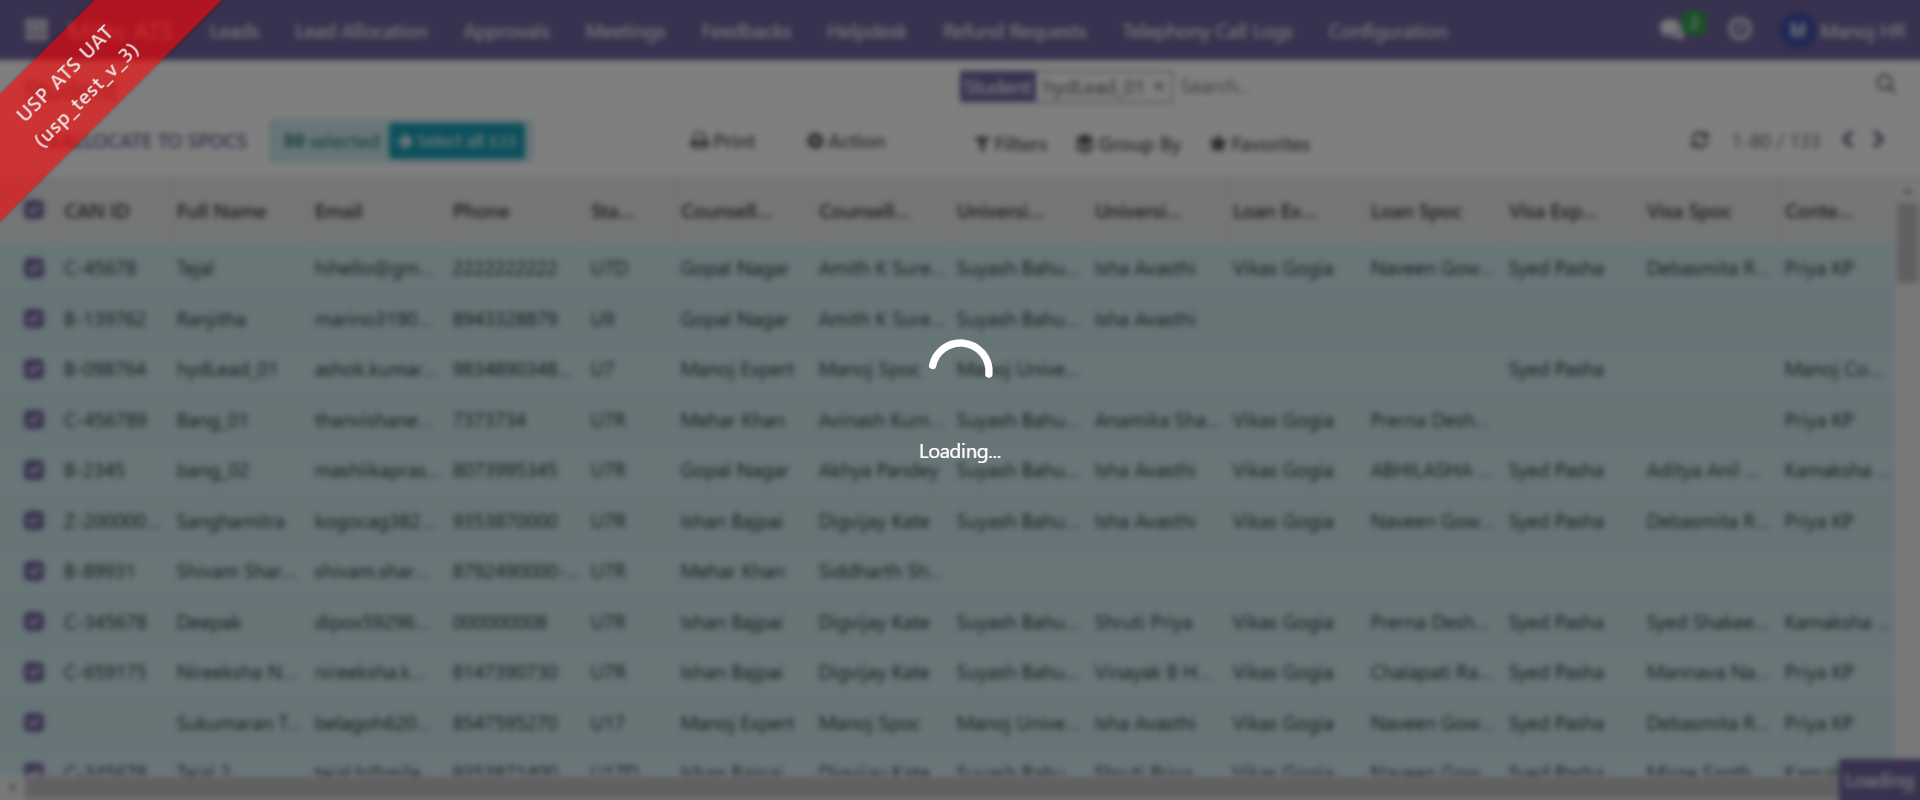 USP ATS UAT
(usp_test_v_3)
ATS Leads Lead Allocation Approvals Meetings Feedbacks Helpdesk Refund Requests Telephony Call Logs Configuration 2 M Manoj HR
Student hydLead_01 × Search...
ALLOCATE TO SPOCS 80 selected Select all 133 Print Action Filters Group By Favorites 1-80 / 133
CAN ID Full Name Email Phone Sta... Counsell... Counsell... Universi... Universi... Loan Ex... Loan Spoc Visa Exp... Visa Spoc Conte...
C-45678 Tejal hihello@gm... 2222222222 U7D Gopal Nagar Amith K Sure... Suyash Bahu... Isha Avasthi Vikas Gogia Naveen Gow... Syed Pasha Debasmita R... Priya KP
B-139762 Ranjitha marino3190... 8943328879 U9 Gopal Nagar Amith K Sure... Suyash Bahu... Isha Avasthi
B-098764 hydLead_01 ashok.kumar... 9834890348... U7 Manoj Expert Manoj Spoc Manoj Unive... Syed Pasha Manoj Co...
C-456789 Bang_01 thanvishane... 7373734 U7R Mehar Khan Avinash Kum... Suyash Bahu... Anamika Sha... Vikas Gogia Prerna Desh... Priya KP
B-2345 bang_02 mashlikapras... 8073995345 U7R Gopal Nagar Akhya Pandey Suyash Bahu... Isha Avasthi Vikas Gogia ABHILASHA ... Syed Pasha Aditya Anil ... Kamaksha ...
Z-200000... Sanghamitra kogocag382... 9353870000 U7R Ishan Bajpai Digvijay Kate Suyash Bahu... Isha Avasthi Vikas Gogia Naveen Gow... Syed Pasha Debasmita R... Priya KP
B-89931 Shivam Shar... shivam.shar... 8792490000-... U7R Mehar Khan Siddharth Sh...
C-345678 Deepak dipox59296... 000000008 U7R Ishan Bajpai Digvijay Kate Suyash Bahu... Shruti Priya Vikas Gogia Prerna Desh... Syed Pasha Syed Shakee... Kamaksha ...
C-659175 Nireeksha N... nireeksha.k... 8147390730 U7R Ishan Bajpai Digvijay Kate Suyash Bahu... Vinayak B H... Vikas Gogia Chalapati Ra... Syed Pasha Mannava Na... Priya KP
Sukumaran T... belagoh620... 8547595270 U17 Manoj Expert Manoj Spoc Manoj Unive... Isha Avasthi Vikas Gogia Naveen Gow... Syed Pasha Debasmita R... Priya KP
C-345678 Ishan Bajpai Digvijay Kate Suyash Bahu... Shruti Priya Vikas Gogia Naveen Gow... Syed Pasha
Loading...
Loading